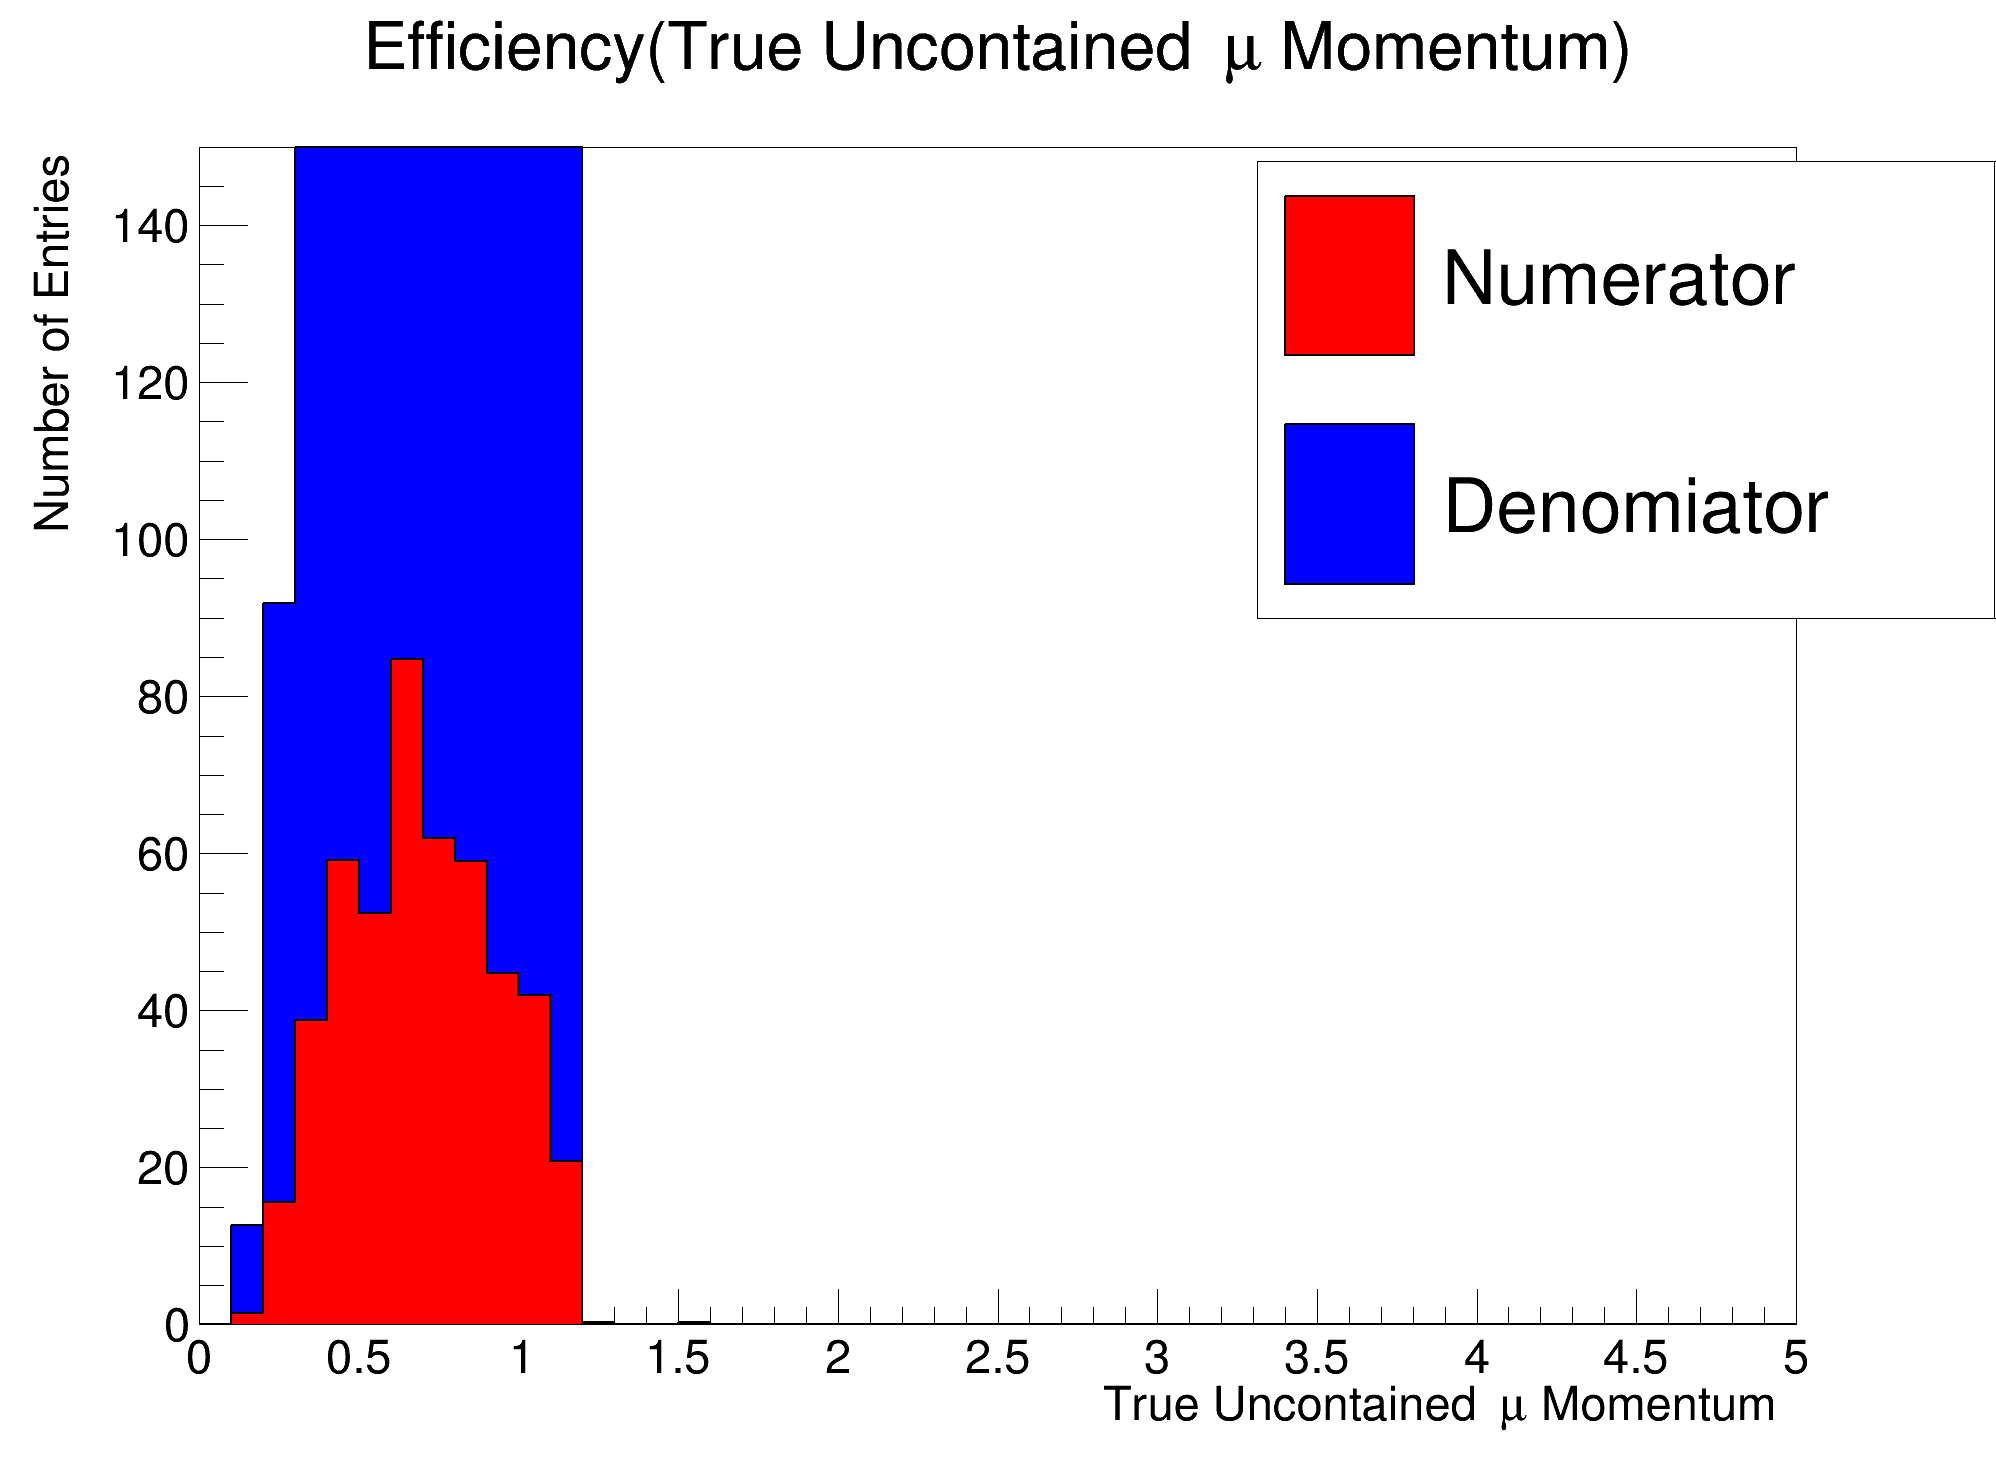 Efficiency(True Uncontained μ Momentum)
Number of Entries
140
120
100
80
60
40
20
0
Numerator
Denomiator
0 0.5 1 1.5 2 2.5 3 3.5 4 4.5 5
True Uncontained μ Momentum